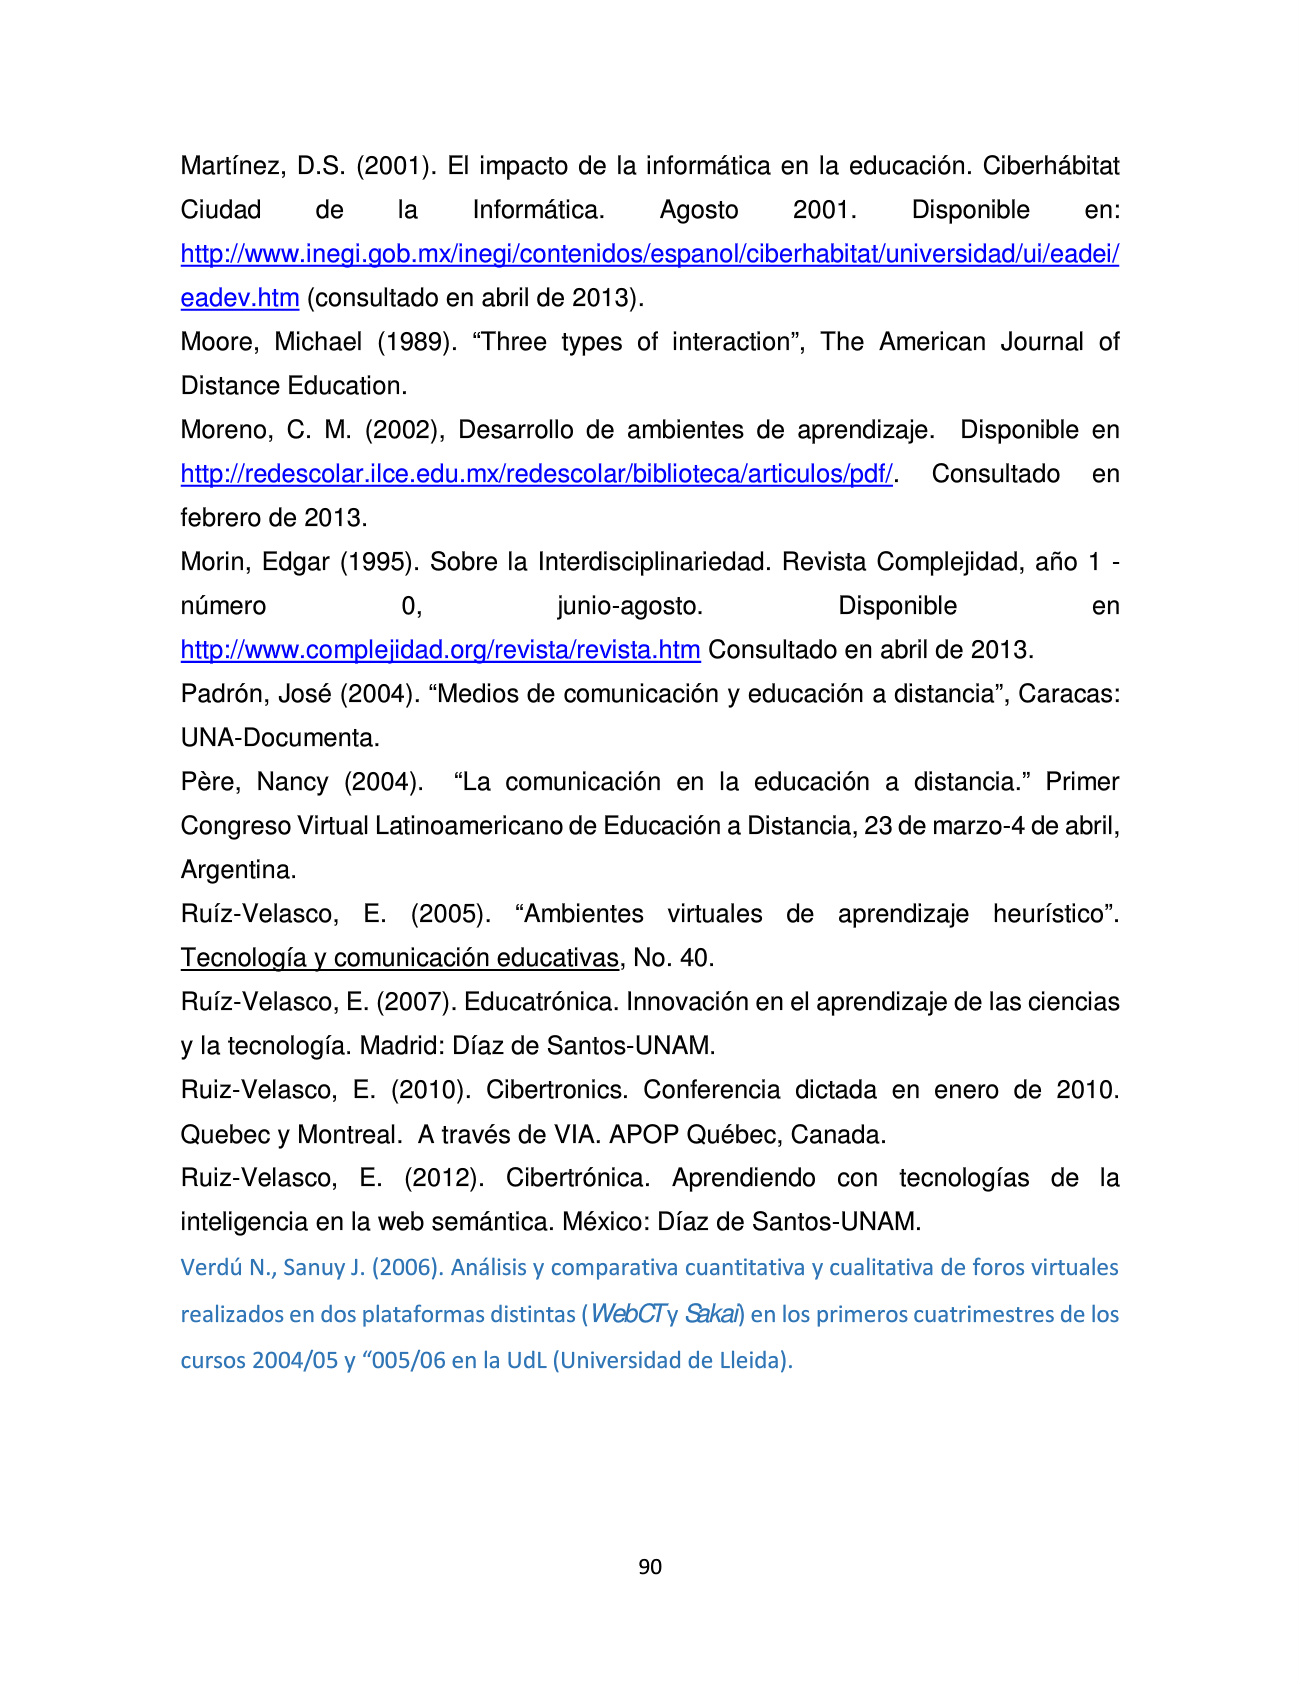 Martínez, D.S. (2001). El impacto de la informática en la educación. Ciberhábitat
Ciudad de la Informática. Agosto 2001. Disponible en:
http://www.inegi.gob.mx/inegi/contenidos/espanol/ciberhabitat/universidad/ui/eadei/
eadev.htm (consultado en abril de 2013).
Moore, Michael (1989). “Three types of interaction”, The American Journal of
Distance Education.
Moreno, C. M. (2002), Desarrollo de ambientes de aprendizaje. Disponible en
http://redescolar.ilce.edu.mx/redescolar/biblioteca/articulos/pdf/. Consultado en
febrero de 2013.
Morin, Edgar (1995). Sobre la Interdisciplinariedad. Revista Complejidad, año 1 -
número 0, junio-agosto. Disponible en
http://www.complejidad.org/revista/revista.htm Consultado en abril de 2013.
Padrón, José (2004). “Medios de comunicación y educación a distancia”, Caracas:
UNA-Documenta.
Père, Nancy (2004). “La comunicación en la educación a distancia.” Primer
Congreso Virtual Latinoamericano de Educación a Distancia, 23 de marzo-4 de abril,
Argentina.
Ruíz-Velasco, E. (2005). “Ambientes virtuales de aprendizaje heurístico”.
Tecnología y comunicación educativas, No. 40.
Ruíz-Velasco, E. (2007). Educatrónica. Innovación en el aprendizaje de las ciencias
y la tecnología. Madrid: Díaz de Santos-UNAM.
Ruiz-Velasco, E. (2010). Cibertronics. Conferencia dictada en enero de 2010.
Quebec y Montreal. A través de VIA. APOP Québec, Canada.
Ruiz-Velasco, E. (2012). Cibertrónica. Aprendiendo con tecnologías de la
inteligencia en la web semántica. México: Díaz de Santos-UNAM.
Verdú N., Sanuy J. (2006). Análisis y comparativa cuantitativa y cualitativa de foros virtuales
realizados en dos plataformas distintas (WebCT y Sakai) en los primeros cuatrimestres de los
cursos 2004/05 y “005/06 en la UdL (Universidad de Lleida).
90